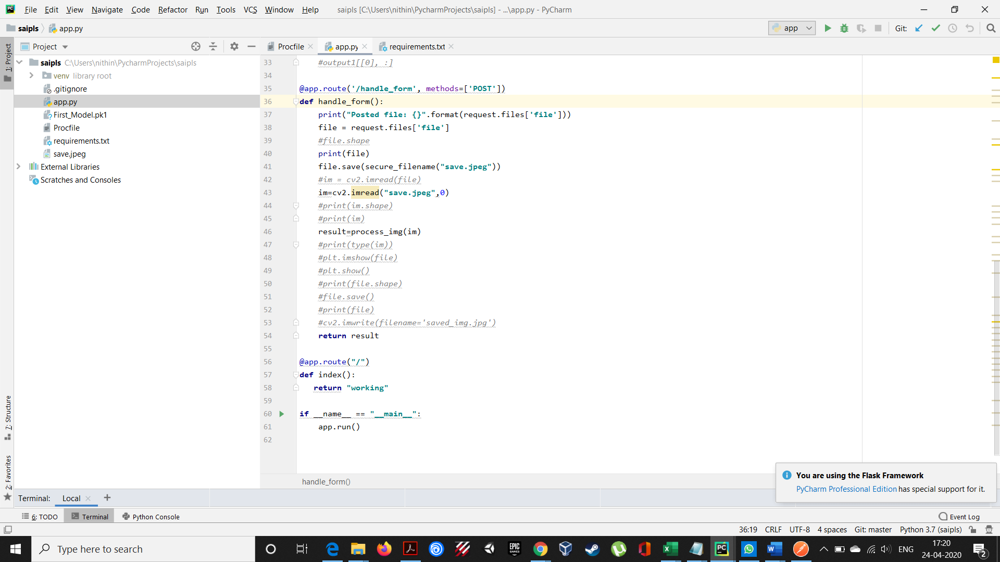 File Edit View Navigate Code Refactor Run Tools VCS Window Help saipls [C:\Users\nithin\PycharmProjects\saipls] - ...\app.py - PyCharm
saipls app.py app Git:
1: Project
Project Procfile app.py requirements.txt
saipls C:\Users\nithin\PycharmProjects\saipls
venv library root
.gitignore
app.py
First_Model.pk1
Procfile
requirements.txt
save.jpeg
External Libraries
Scratches and Consoles
33 #output1[[0], :]
34
35 @app.route('/handle_form', methods=['POST'])
36 def handle_form():
37 print("Posted file: {}".format(request.files['file']))
38 file = request.files['file']
39 #file.shape
40 print(file)
41 file.save(secure_filename("save.jpeg"))
42 #im = cv2.imread(file)
43 im=cv2.imread("save.jpeg",0)
44 #print(im.shape)
45 #print(im)
46 result=process_img(im)
47 #print(type(im))
48 #plt.imshow(file)
49 #plt.show()
50 #print(file.shape)
51 #file.save()
52 #print(file)
53 #cv2.imwrite(filename='saved_img.jpg')
54 return result
55
56 @app.route("/")
57 def index():
58 return "working"
59
60 if __name__ == "__main__":
61 app.run()
62
7: Structure
2: Favorites
handle_form()
You are using the Flask Framework
PyCharm Professional Edition has special support for it.
Terminal: Local
6: TODO Terminal Python Console Event Log
36:19 CRLF UTF-8 4 spaces Git: master Python 3.7 (saipls)
Type here to search
EPIC GAMES
PC
ENG
17:20
24-04-2020
2